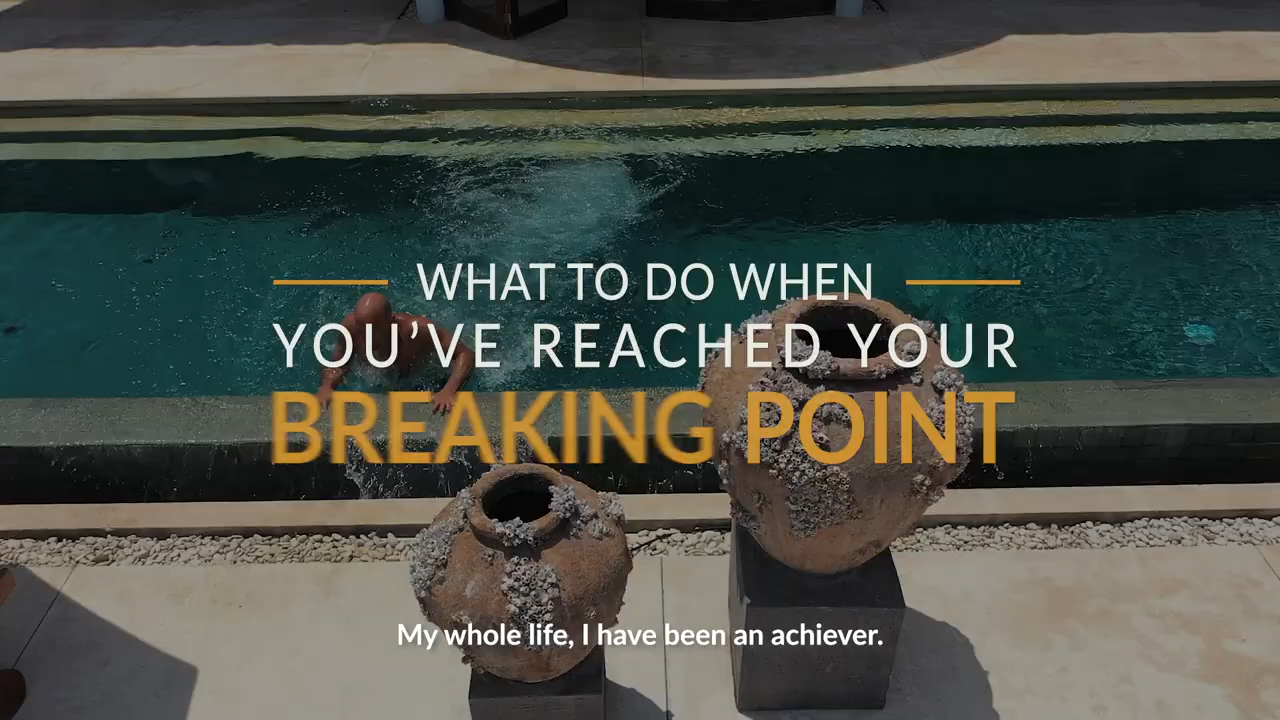 WHAT TO DO WHEN
YOU’VE REACHED YOUR
BREAKING POINT
My whole life, I have been an achiever.